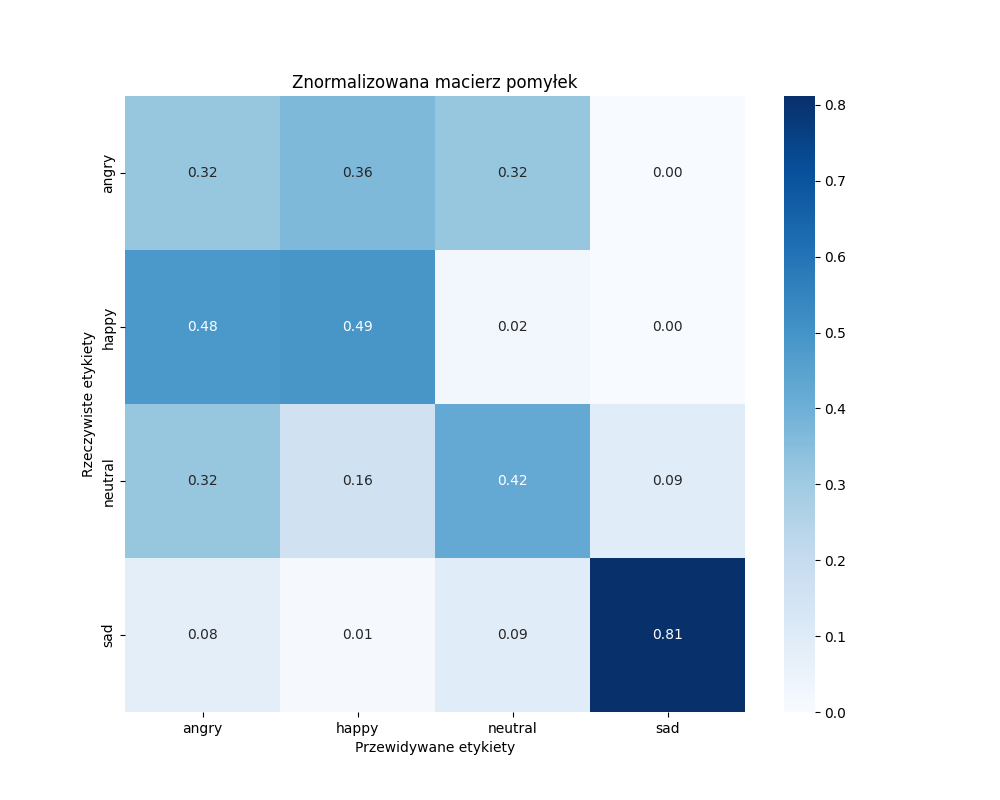 Znormalizowana macierz pomyłek
Rzeczywiste etykiety
angry
0.32 0.36 0.32 0.00
happy
0.48 0.49 0.02 0.00
neutral
0.32 0.16 0.42 0.09
sad
0.08 0.01 0.09 0.81
angry happy neutral sad
Przewidywane etykiety
0.8
0.7
0.6
0.5
0.4
0.3
0.2
0.1
0.0